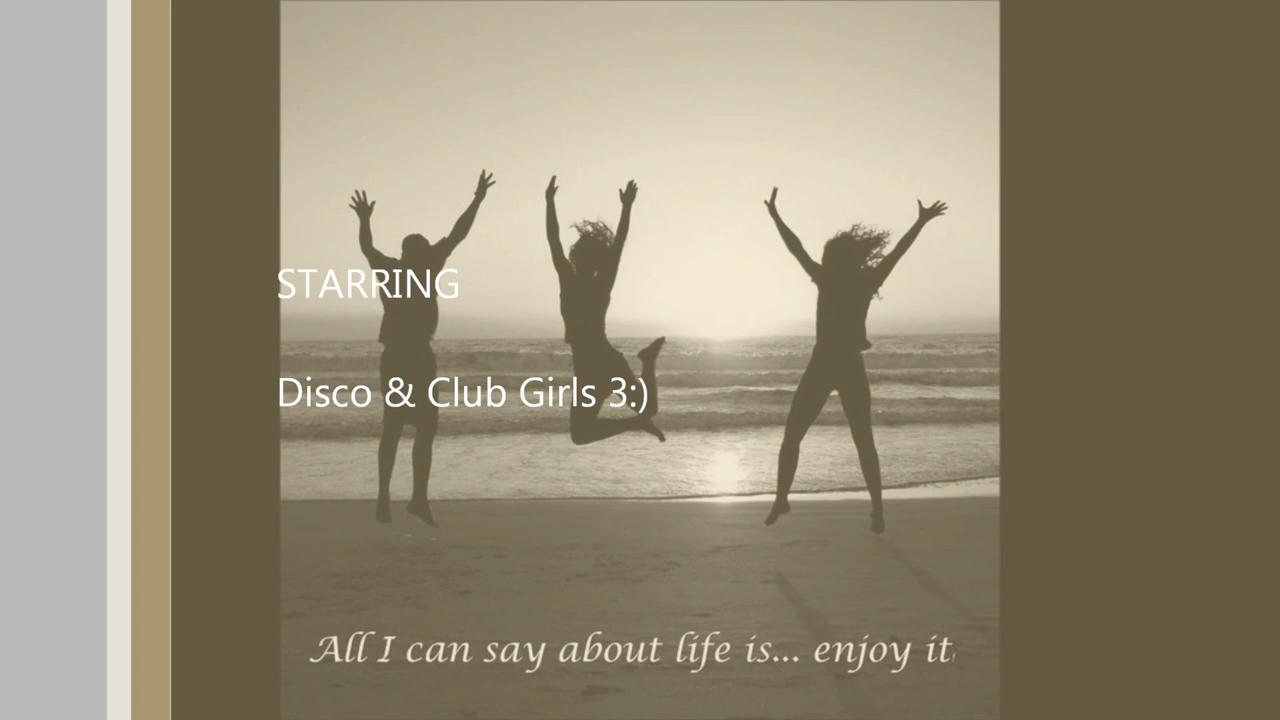 STARRING
Disco & Club Girls 3:)
All I can say about life is... enjoy it!